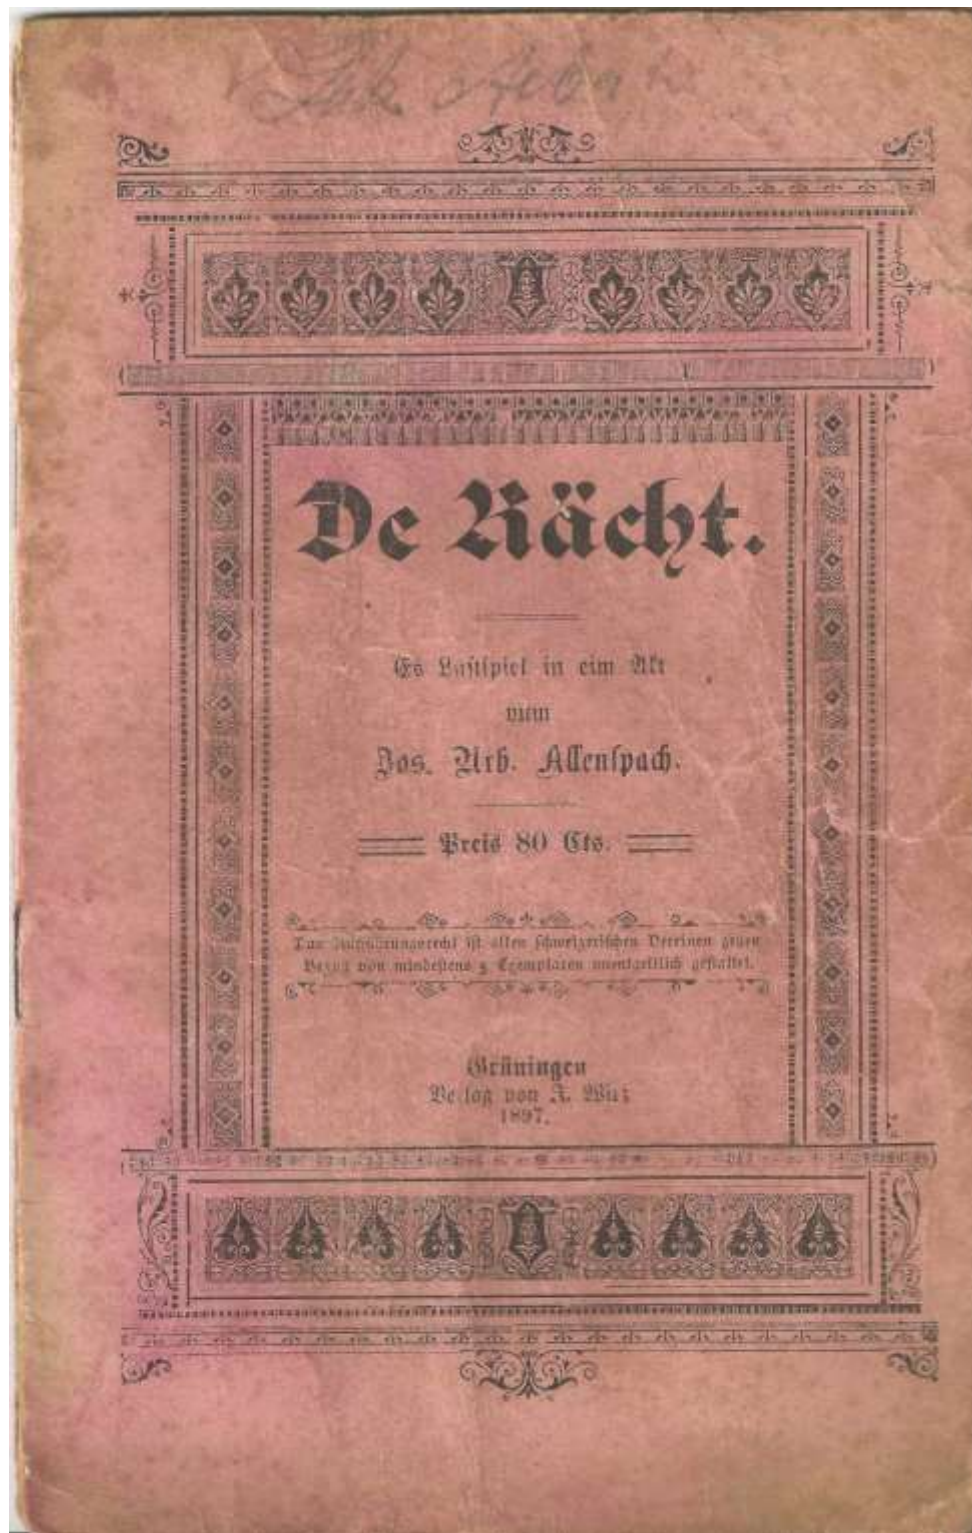 De Rächt.
Es Lustspiel in eim Akt
vum
Jos. Urb. Allenspach.
Preis 80 Cts.
Das Aufführungsrecht ist allen schweizerischen Vereinen gegen
Bezug von mindestens 5 Exemplaren unentgeltlich gestattet.
Grüningen
Verlag von J. Wirz
1897.